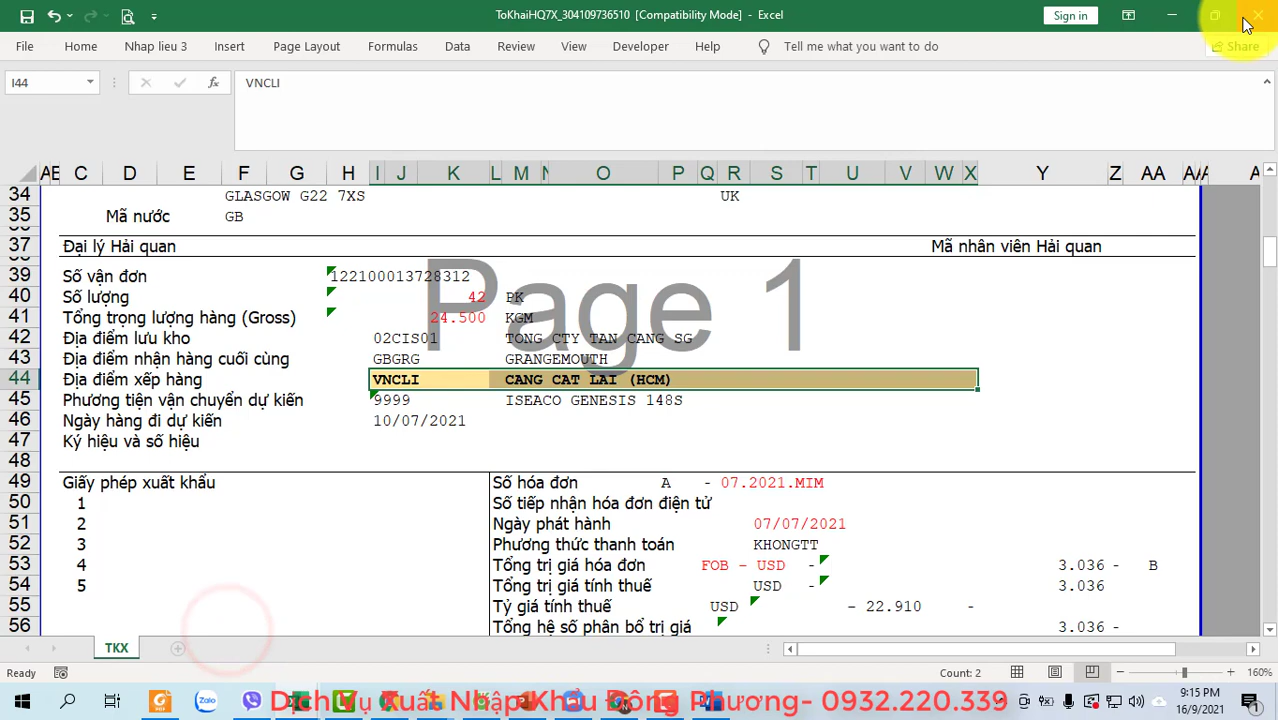 ToKhaiHQ7X_304109736510 [Compatibility Mode] - Excel
Sign in
File Home Nhap lieu 3 Insert Page Layout Formulas Data Review View Developer Help Tell me what you want to do Share
I44 fx VNCLI
C D E F G H I J K L M N O P Q R S T U V W X Y Z AA
34 GLASGOW G22 7XS UK
35 Mã nước GB
37 Đại lý Hải quan Mã nhân viên Hải quan
Page 1
39 Số vận đơn 122100013728312
40 Số lượng 42 PK
41 Tổng trọng lượng hàng (Gross) 24.500 KGM
42 Địa điểm lưu kho 02CIS01 TONG CTY TAN CANG SG
43 Địa điểm nhận hàng cuối cùng GBGRG GRANGEMOUTH
44 Địa điểm xếp hàng VNCLI CANG CAT LAI (HCM)
45 Phương tiện vận chuyển dự kiến 9999 ISEACO GENESIS 148S
46 Ngày hàng đi dự kiến 10/07/2021
47 Ký hiệu và số hiệu
48
49 Giấy phép xuất khẩu Số hóa đơn A - 07.2021.MIM
50 1 Số tiếp nhận hóa đơn điện tử
51 2 Ngày phát hành 07/07/2021
52 3 Phương thức thanh toán KHONGTT
53 4 Tổng trị giá hóa đơn FOB - USD - 3.036 - B
54 5 Tổng trị giá tính thuế USD - 3.036
55 Tỷ giá tính thuế USD - 22.910 -
56 Tổng hệ số phân bổ trị giá 3.036 -
TKX
Ready Count: 2 160%
Dịch Vụ Xuất Nhập Khẩu Đông Phương- 0932.220.339
Zalo
9:15 PM
16/9/2021